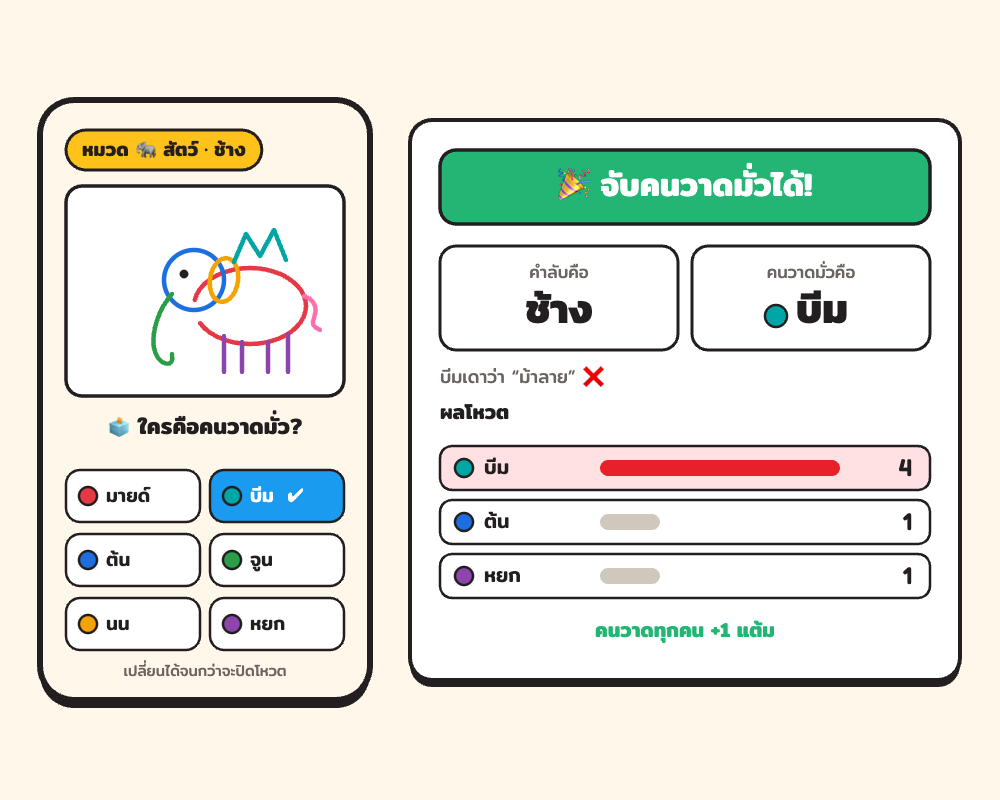 หมวด 🐘 สัตว์ · ช้าง
🗳️ ใครคือคนวาดมั่ว?
มายด์
บีม ✔
ต้น
จูน
นน
หยก
เปลี่ยนได้จนกว่าจะปิดโหวต
🎉 จับคนวาดมั่วได้!
คำลับคือ
ช้าง
คนวาดมั่วคือ
บีม
บีมเดาว่า “ม้าลาย” ❌
ผลโหวต
บีม 4
ต้น 1
หยก 1
คนวาดทุกคน +1 แต้ม